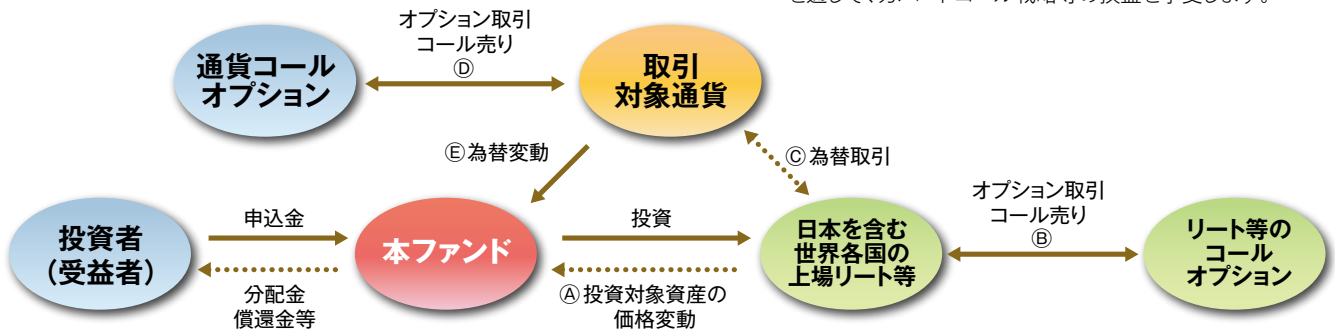 オプション取引
コール売り
Ⓓ
通貨コール
オプション
取引
対象通貨
Ⓔ為替変動
Ⓒ為替取引
オプション取引
コール売り
Ⓑ
投資者
（受益者）
申込金
分配金
償還金等
本ファンド
投資
Ⓐ投資対象資産の
価格変動
日本を含む
世界各国の
上場リート等
リート等の
コール
オプション